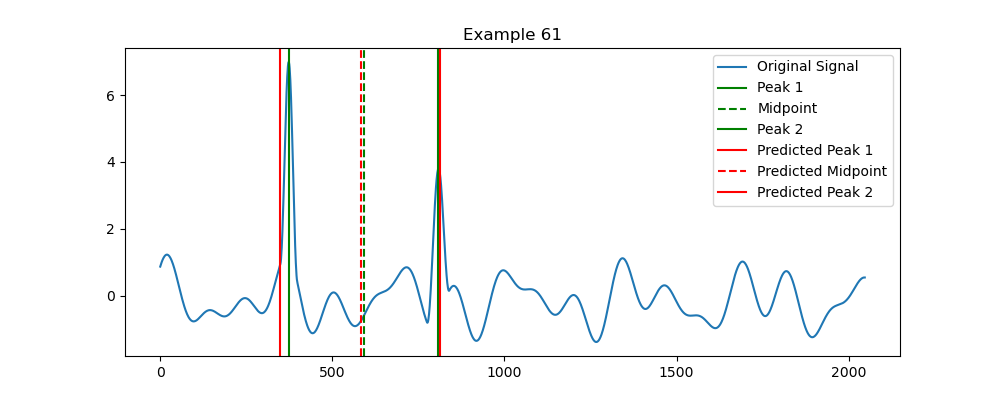 Example 61
Original Signal
Peak 1
Midpoint
Peak 2
Predicted Peak 1
Predicted Midpoint
Predicted Peak 2
6
4
2
0
0 500 1000 1500 2000